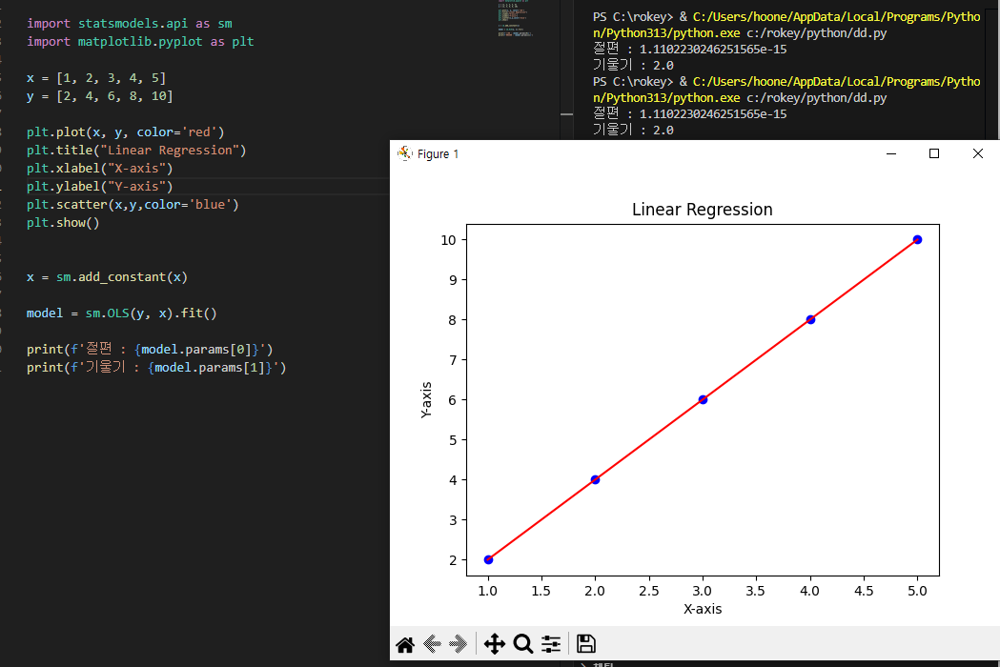 import statsmodels.api as sm
import matplotlib.pyplot as plt
x = [1, 2, 3, 4, 5]
y = [2, 4, 6, 8, 10]
plt.plot(x, y, color='red')
plt.title("Linear Regression")
plt.xlabel("X-axis")
plt.ylabel("Y-axis")
plt.scatter(x,y,color='blue')
plt.show()
x = sm.add_constant(x)
model = sm.OLS(y, x).fit()
print(f'절편 : {model.params[0]}')
print(f'기울기 : {model.params[1]}')
PS C:\rokey> & C:/Users/hoone/AppData/Local/Programs/Pytho
n/Python313/python.exe c:/rokey/python/dd.py
절편 : 1.1102230246251565e-15
기울기 : 2.0
PS C:\rokey> & C:/Users/hoone/AppData/Local/Programs/Pytho
n/Python313/python.exe c:/rokey/python/dd.py
절편 : 1.1102230246251565e-15
기울기 : 2.0
Figure 1
Linear Regression
10
9
8
7
6
5
4
3
2
Y-axis
1.0 1.5 2.0 2.5 3.0 3.5 4.0 4.5 5.0
X-axis